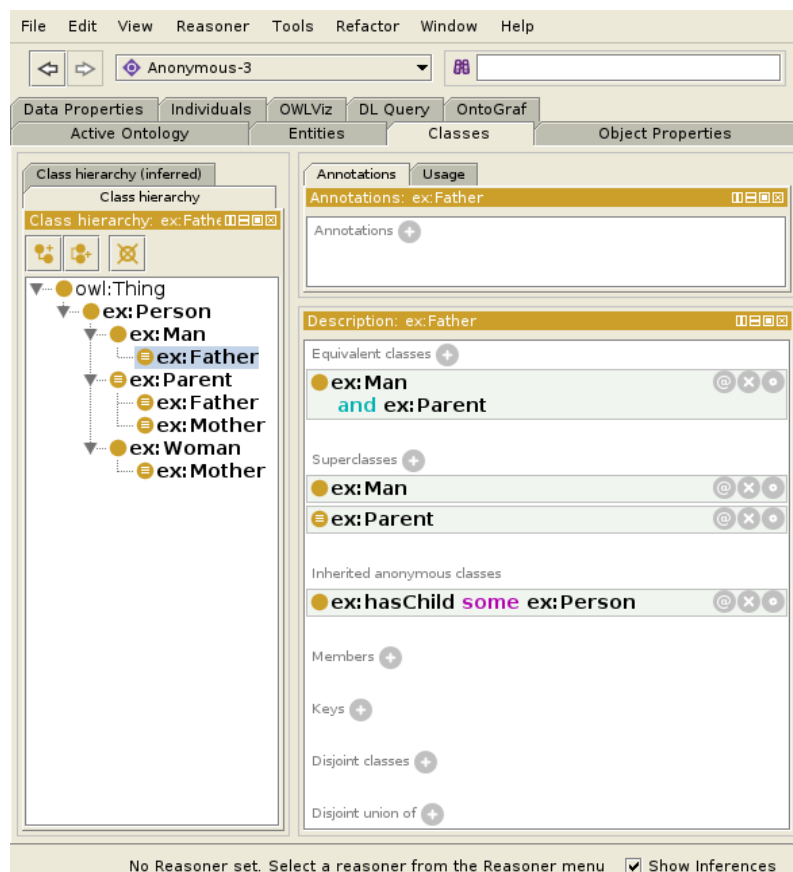 File Edit View Reasoner Tools Refactor Window Help
Anonymous-3
Data Properties Individuals OWLViz DL Query OntoGraf
Active Ontology Entities Classes Object Properties
Class hierarchy (inferred)
Class hierarchy
Class hierarchy: ex:Fathe
owl:Thing
ex:Person
ex:Man
ex:Father
ex:Parent
ex:Father
ex:Mother
ex:Woman
ex:Mother
Annotations Usage
Annotations: ex:Father
Annotations
Description: ex:Father
Equivalent classes
ex:Man
and ex:Parent
Superclasses
ex:Man
ex:Parent
Inherited anonymous classes
ex:hasChild some ex:Person
Members
Keys
Disjoint classes
Disjoint union of
No Reasoner set. Select a reasoner from the Reasoner menu Show Inferences